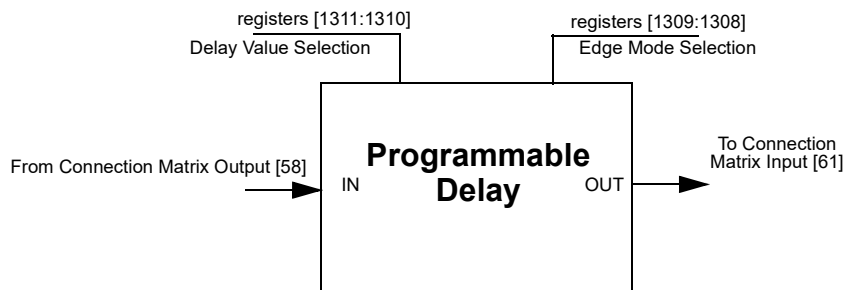 registers [1311:1310]
Delay Value Selection
registers [1309:1308]
Edge Mode Selection
From Connection Matrix Output [58]
IN
Programmable
Delay
OUT
To Connection
Matrix Input [61]